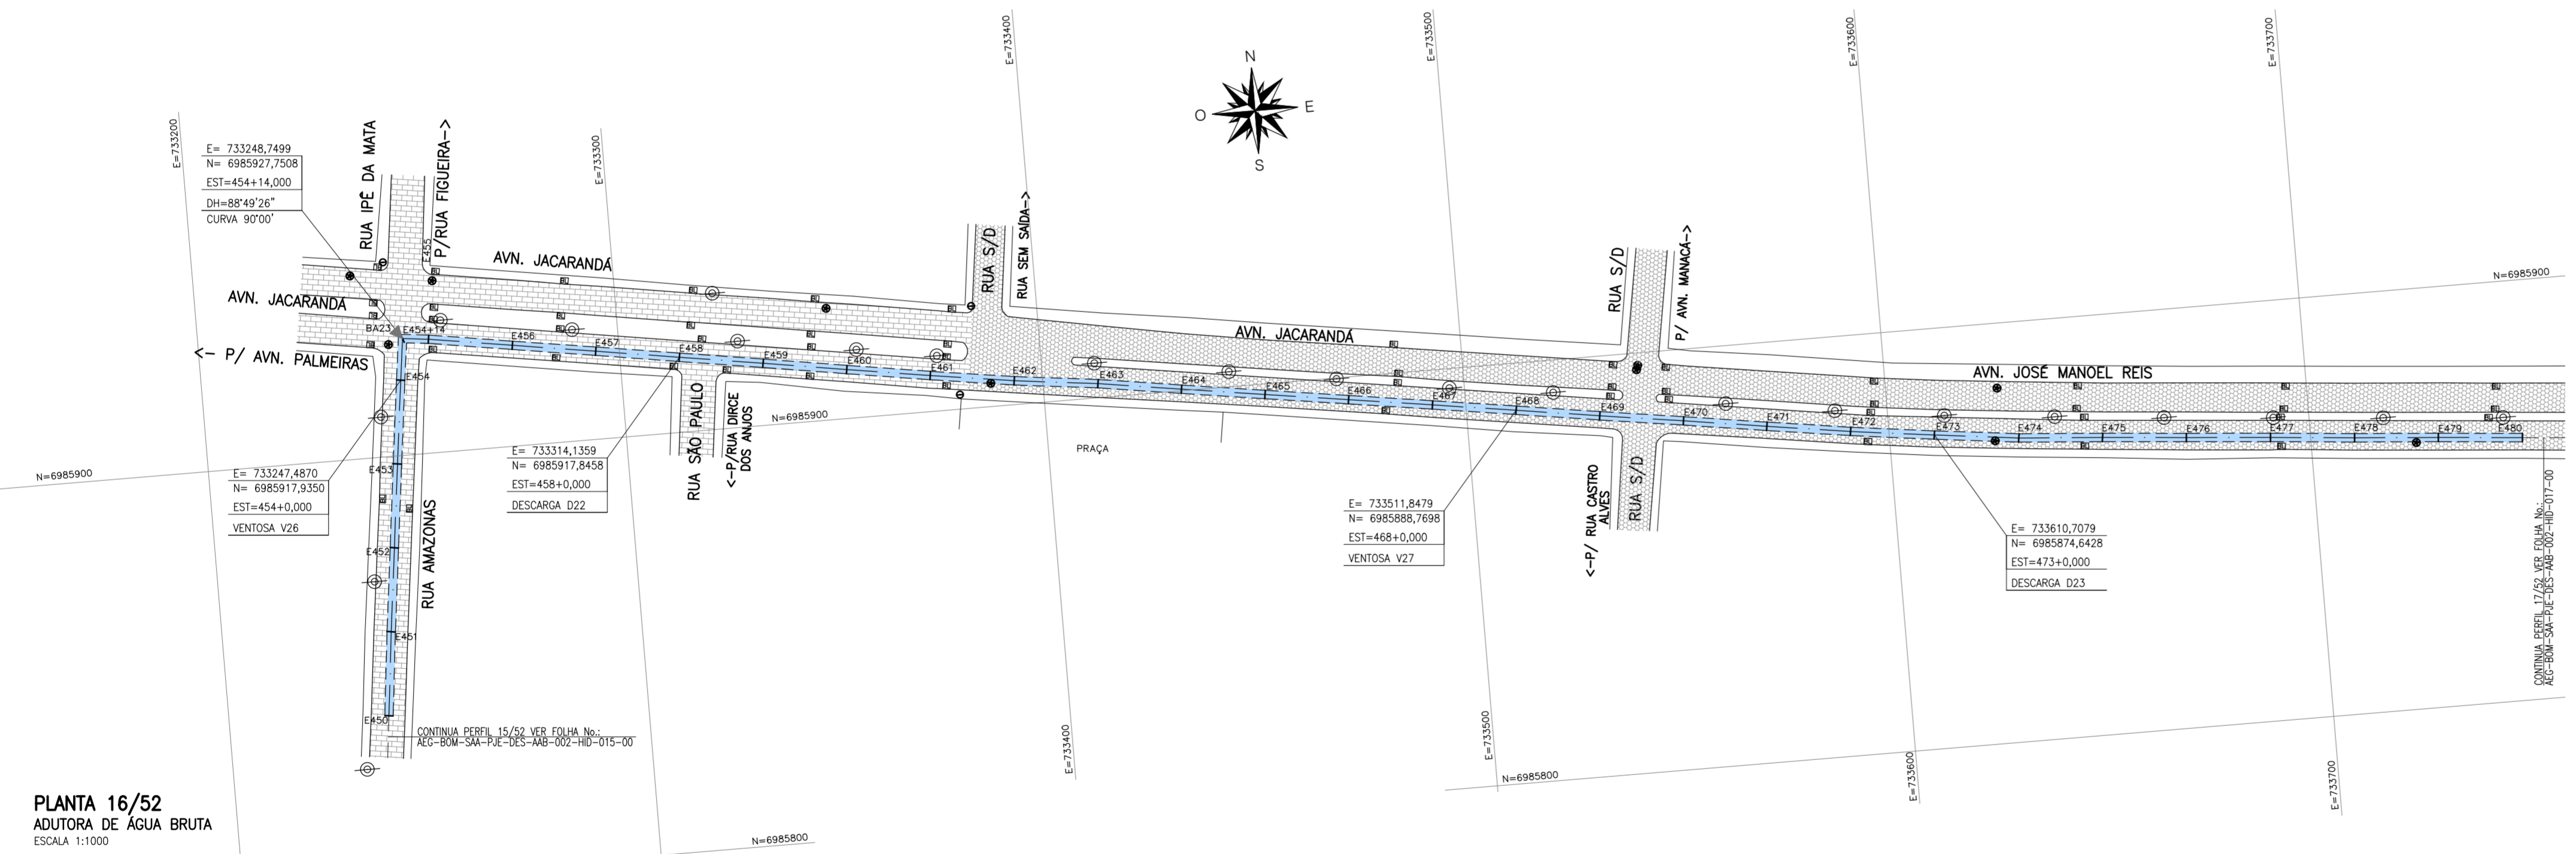 E=733200
E=733300
E=733400
E=733500
E=733600
E=733700
N
O
E
S
E= 733248,7499
N= 6985927,7508
EST=454+14,000
DH=88°49'26"
CURVA 90°00'
RUA IPÊ DA MATA
P/RUA FIGUEIRA->
E455
AVN. JACARANDÁ
AVN. JACARANDÁ
BA23
E454+14
<- P/ AVN. PALMEIRAS
RUA S/D
RUA SEM SAÍDA->
AVN. JACARANDÁ
RUA S/D
P/ AVN. MANACÁ->
N=6985900
AVN. JOSÉ MANOEL REIS
E456
E457
E458
E459
E460
E461
E462
E463
E464
E465
E466
E467
E468
E469
E470
E471
E472
E473
E474
E475
E476
E477
E478
E479
E480
E454
E453
E452
E451
E450
RUA AMAZONAS
RUA SÃO PAULO
<-P/RUA DIRCE
DOS ANJOS
N=6985900
PRAÇA
N=6985900
E= 733247,4870
N= 6985917,9350
EST=454+0,000
VENTOSA V26
E= 733314,1359
N= 6985917,8458
EST=458+0,000
DESCARGA D22
E= 733511,8479
N= 6985888,7698
EST=468+0,000
VENTOSA V27
<-P/ RUA CASTRO
ALVES
RUA S/D
E= 733610,7079
N= 6985874,6428
EST=473+0,000
DESCARGA D23
CONTINUA PERFIL 17/52 VER FOLHA No.:
AEG-BOM-SAA-PJE-DES-AAB-002-HID-017-00
CONTINUA PERFIL 15/52 VER FOLHA No.:
AEG-BOM-SAA-PJE-DES-AAB-002-HID-015-00
E=733400
E=733500
E=733600
E=733700
N=6985800
N=6985800
PLANTA 16/52
ADUTORA DE ÁGUA BRUTA
ESCALA 1:1000